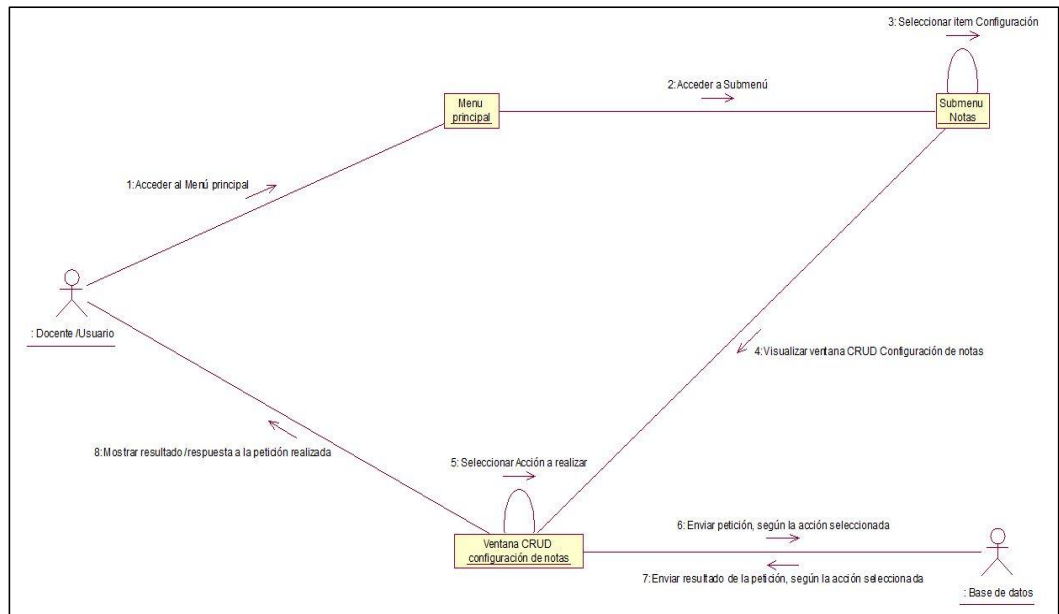 3: Seleccionar item Configuración
2:Acceder a Submenú
Menu
principal
Submenu
Notas
1:Acceder al Menú principal
: Docente /Usuario
4:Visualizar ventana CRUD Configuración de notas
8:Mostrar resultado /respuesta a la petición realizada
5: Seleccionar Acción a realizar
6: Enviar petición, según la acción seleccionada
Ventana CRUD
configuración de notas
7:Enviar resultado de la petición, según la acción seleccionada
: Base de datos